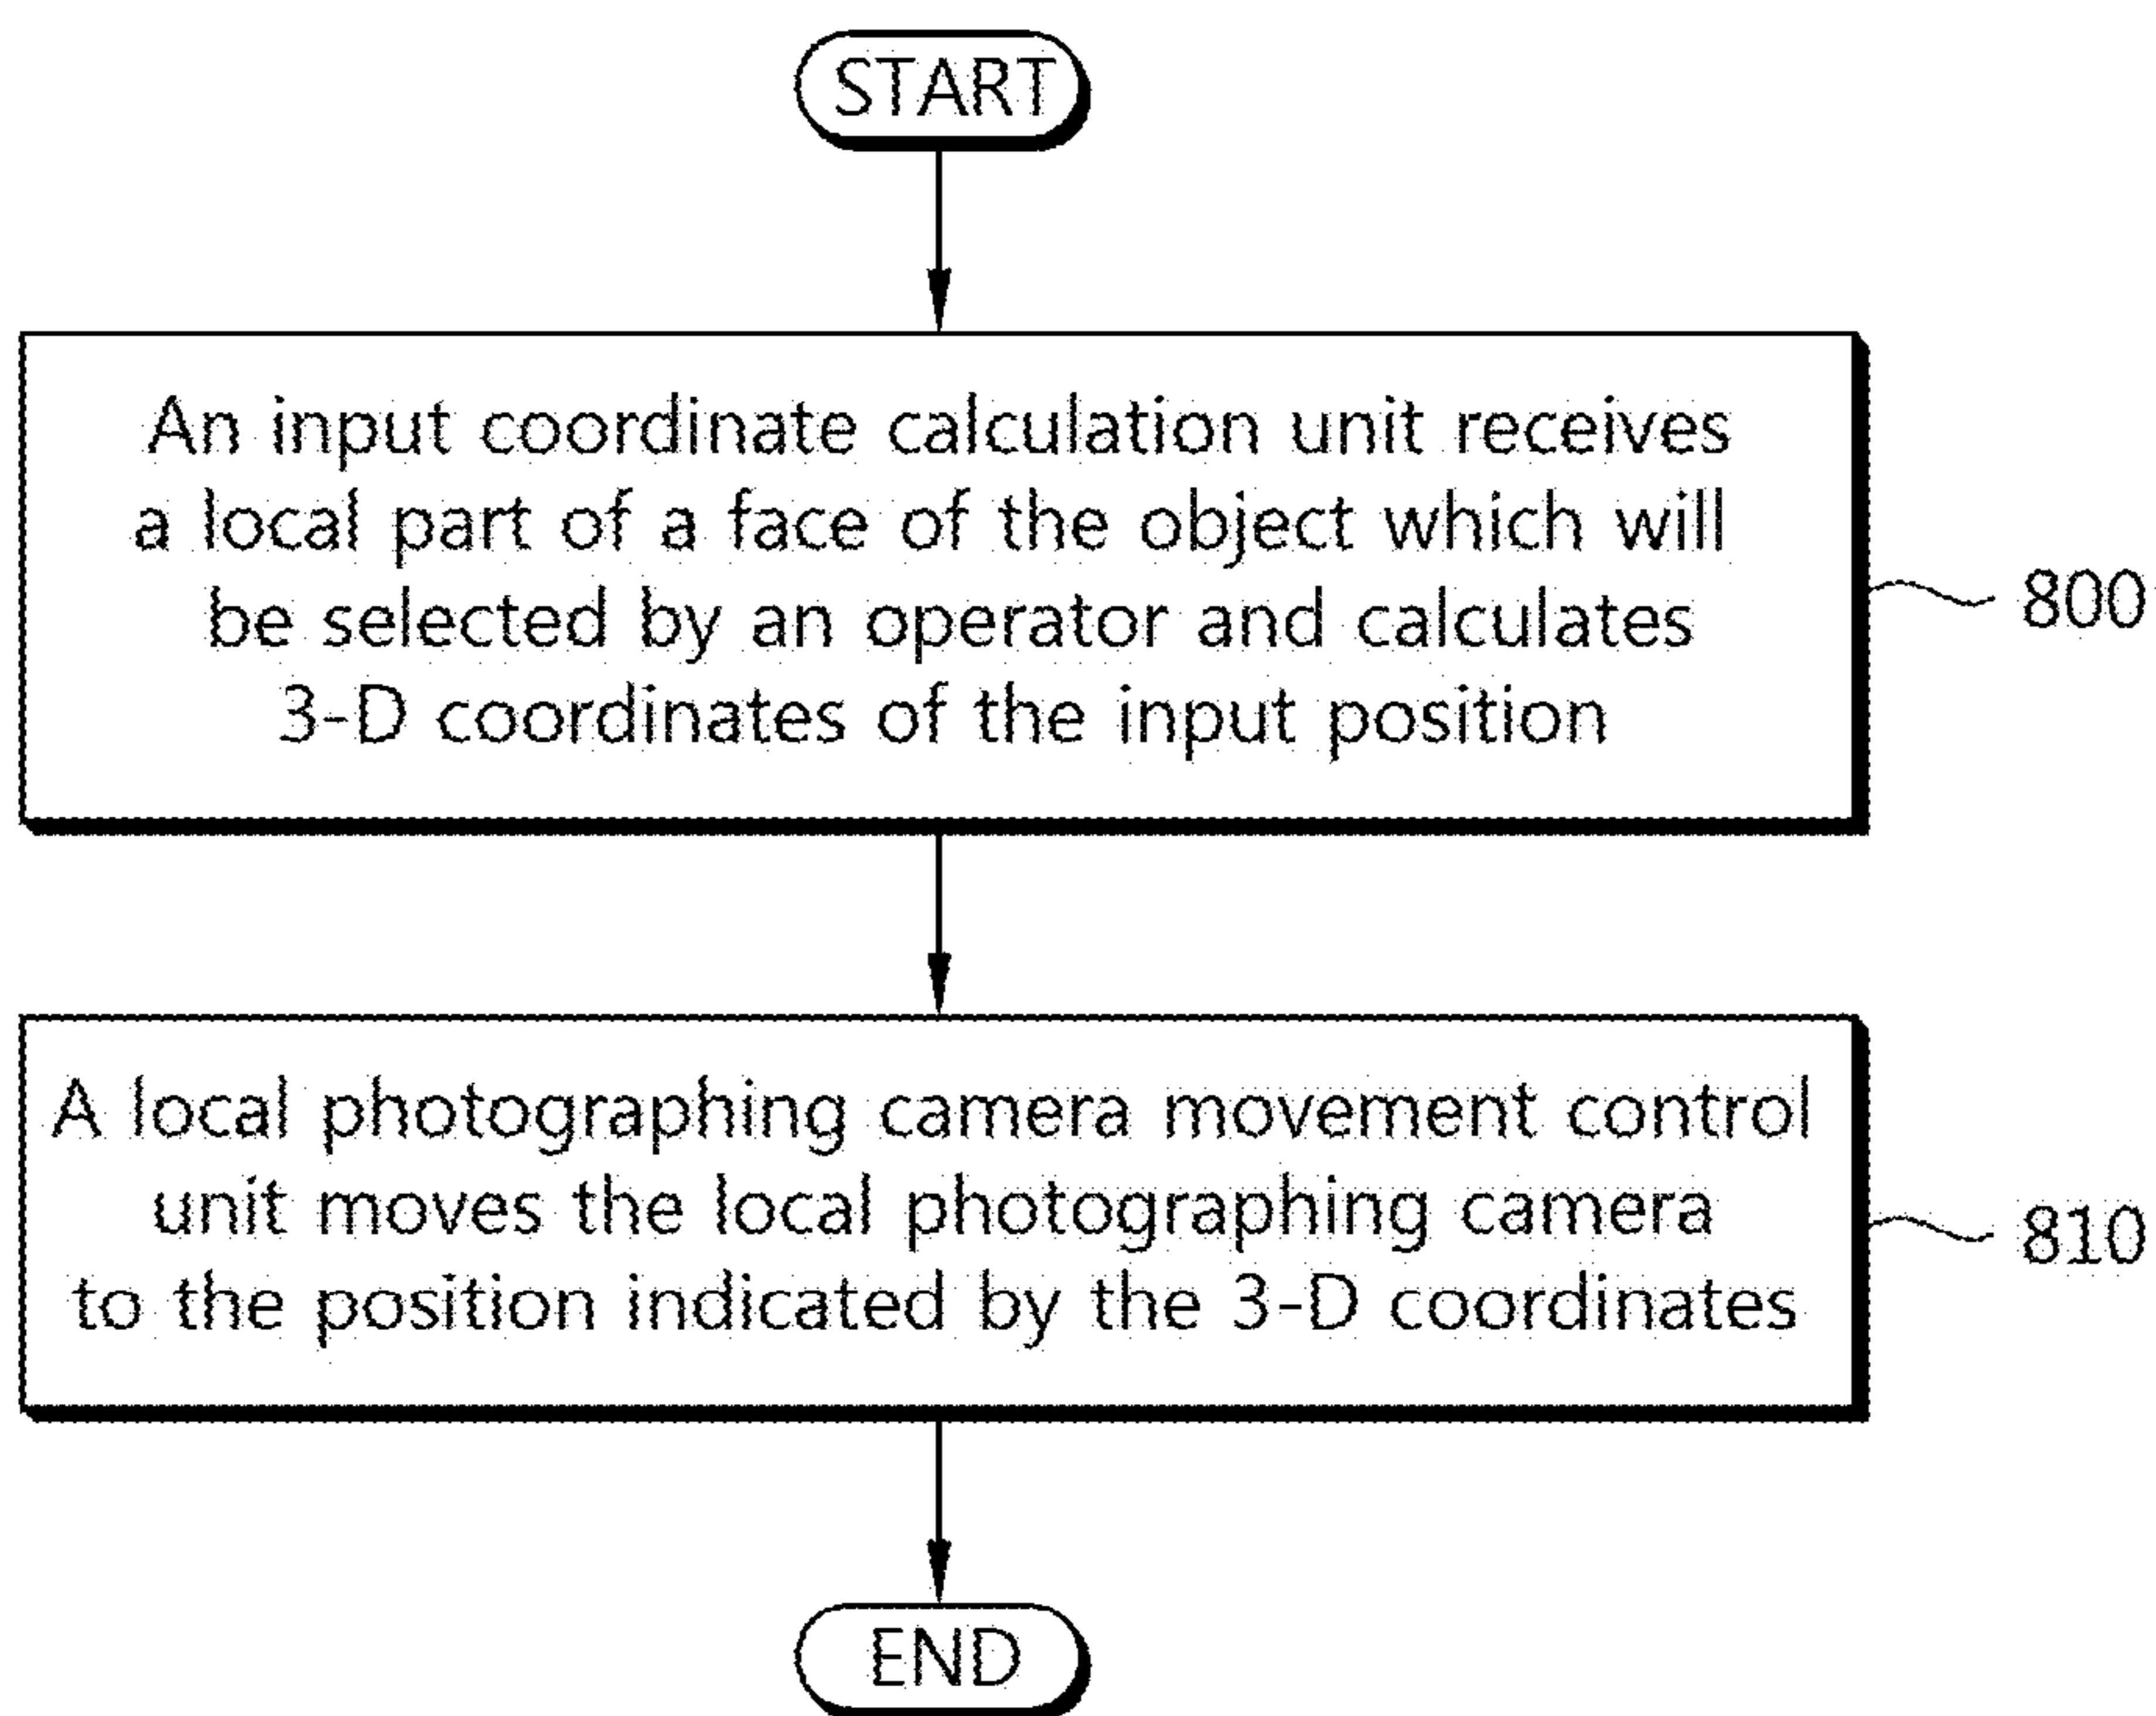 START
An input coordinate calculation unit receives
a local part of a face of the object which will
be selected by an operator and calculates
3-D coordinates of the input position
800
A local photographing camera movement control
unit moves the local photographing camera
to the position indicated by the 3-D coordinates
810
END